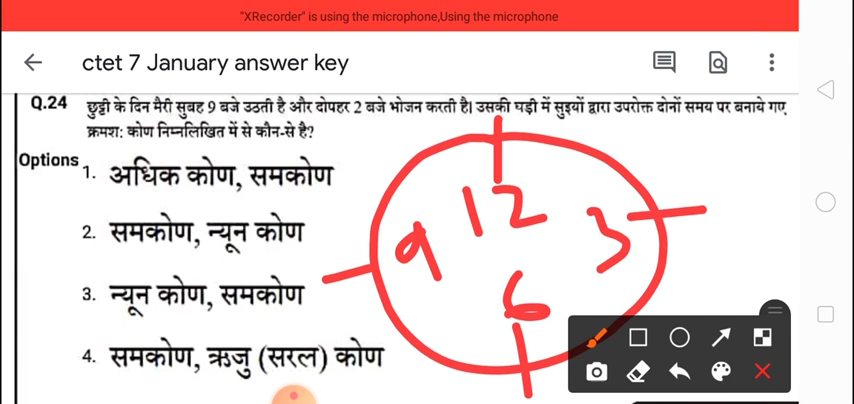 "XRecorder" is using the microphone,Using the microphone
ctet 7 January answer key
Q.24 छुट्टी के दिन मैरी सुबह 9 बजे उठती है और दोपहर 2 बजे भोजन करती है। उसकी घड़ी में सुइयों द्वारा उपरोक्त दोनों समय पर बनाये गए
क्रमश: कोण निम्नलिखित में से कौन-से है?
Options 1. अधिक कोण, समकोण
2. समकोण, न्यून कोण
3. न्यून कोण, समकोण
4. समकोण, ऋजु (सरल) कोण
12
9 3
6